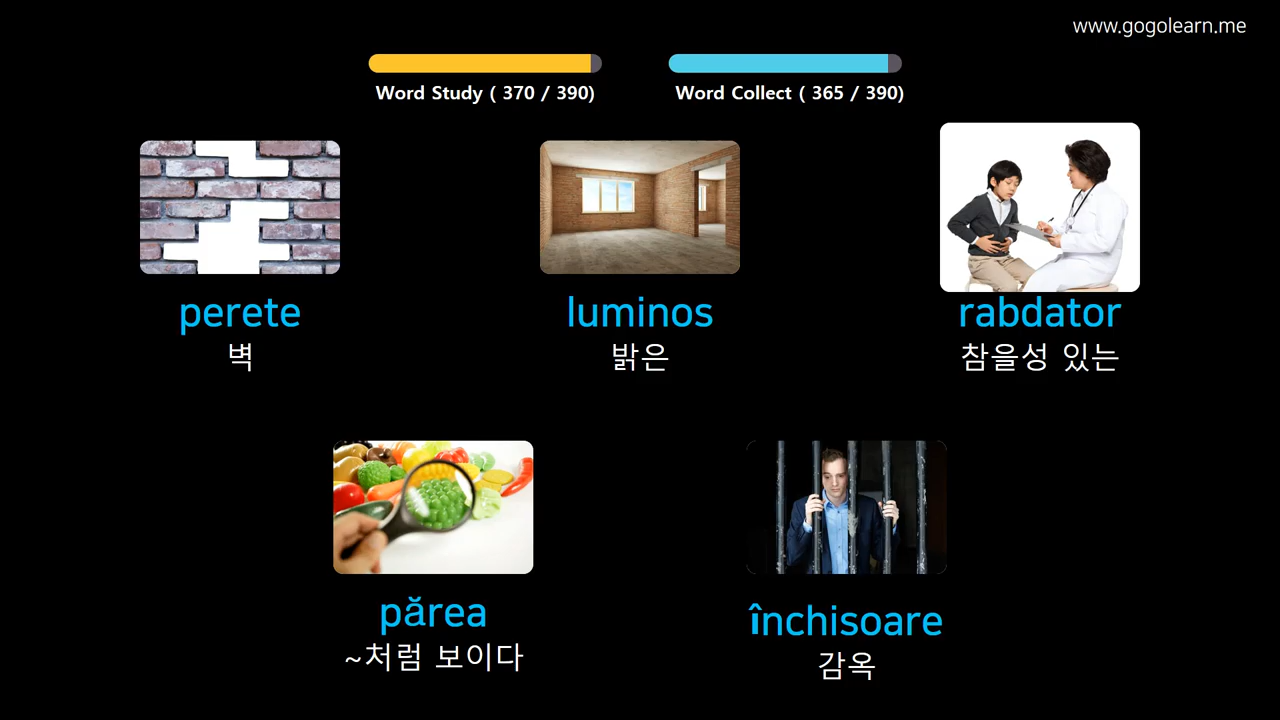 www.gogolearn.me
Word Study ( 370 / 390)
Word Collect ( 365 / 390)
perete
벽
luminos
밝은
rabdator
참을성 있는
părea
~처럼 보이다
închisoare
감옥